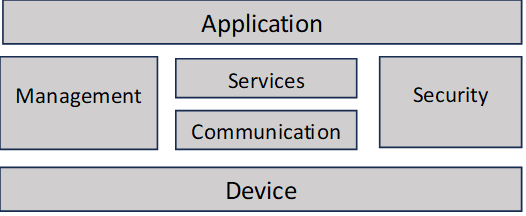 Application
Management
Services
Communication
Security
Device